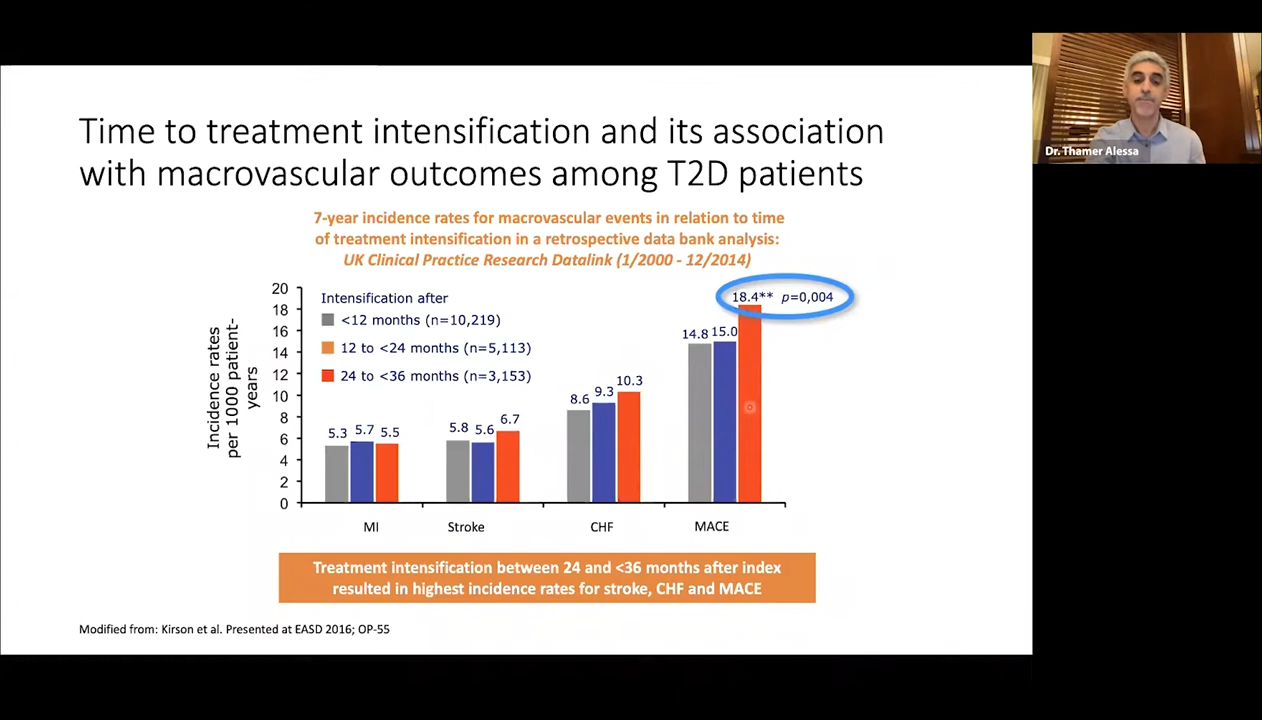 Time to treatment intensification and its association
with macrovascular outcomes among T2D patients
7-year incidence rates for macrovascular events in relation to time
of treatment intensification in a retrospective data bank analysis:
UK Clinical Practice Research Datalink (1/2000 - 12/2014)
Incidence rates
per 1000 patient-
years
20
18
16
14
12
10
8
6
4
2
0
Intensification after
<12 months (n=10,219)
12 to <24 months (n=5,113)
24 to <36 months (n=3,153)
5.3 5.7 5.5
5.8 5.6 6.7
8.6 9.3 10.3
14.8 15.0 18.4** p=0,004
MI Stroke CHF MACE
Treatment intensification between 24 and <36 months after index
resulted in highest incidence rates for stroke, CHF and MACE
Modified from: Kirson et al. Presented at EASD 2016; OP-55
Dr. Thamer Alessa